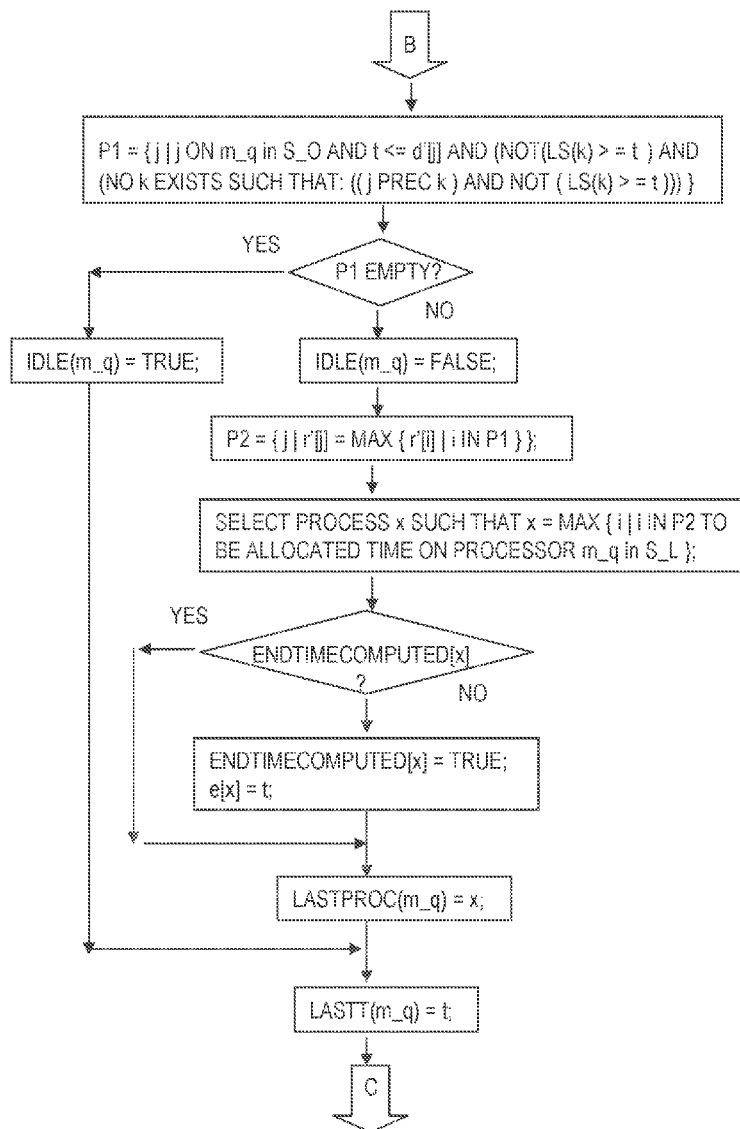 B
P1 = { j | j ON m_q in S_O AND t <= d'[j] AND (NOT(LS(k) > = t ) AND
(NO k EXISTS SUCH THAT: (( j PREC k ) AND NOT ( LS(k) > = t ))) }
YES
P1 EMPTY?
NO
IDLE(m_q) = TRUE;
IDLE(m_q) = FALSE;
P2 = { j | r'[j] = MAX { r'[i] | i IN P1 } };
SELECT PROCESS x SUCH THAT x = MAX { i | i IN P2 TO
BE ALLOCATED TIME ON PROCESSOR m_q in S_L };
YES
ENDTIMECOMPUTED[x]
?
NO
ENDTIMECOMPUTED[x] = TRUE;
e[x] = t;
LASTPROC(m_q) = x;
LASTT(m_q) = t;
C